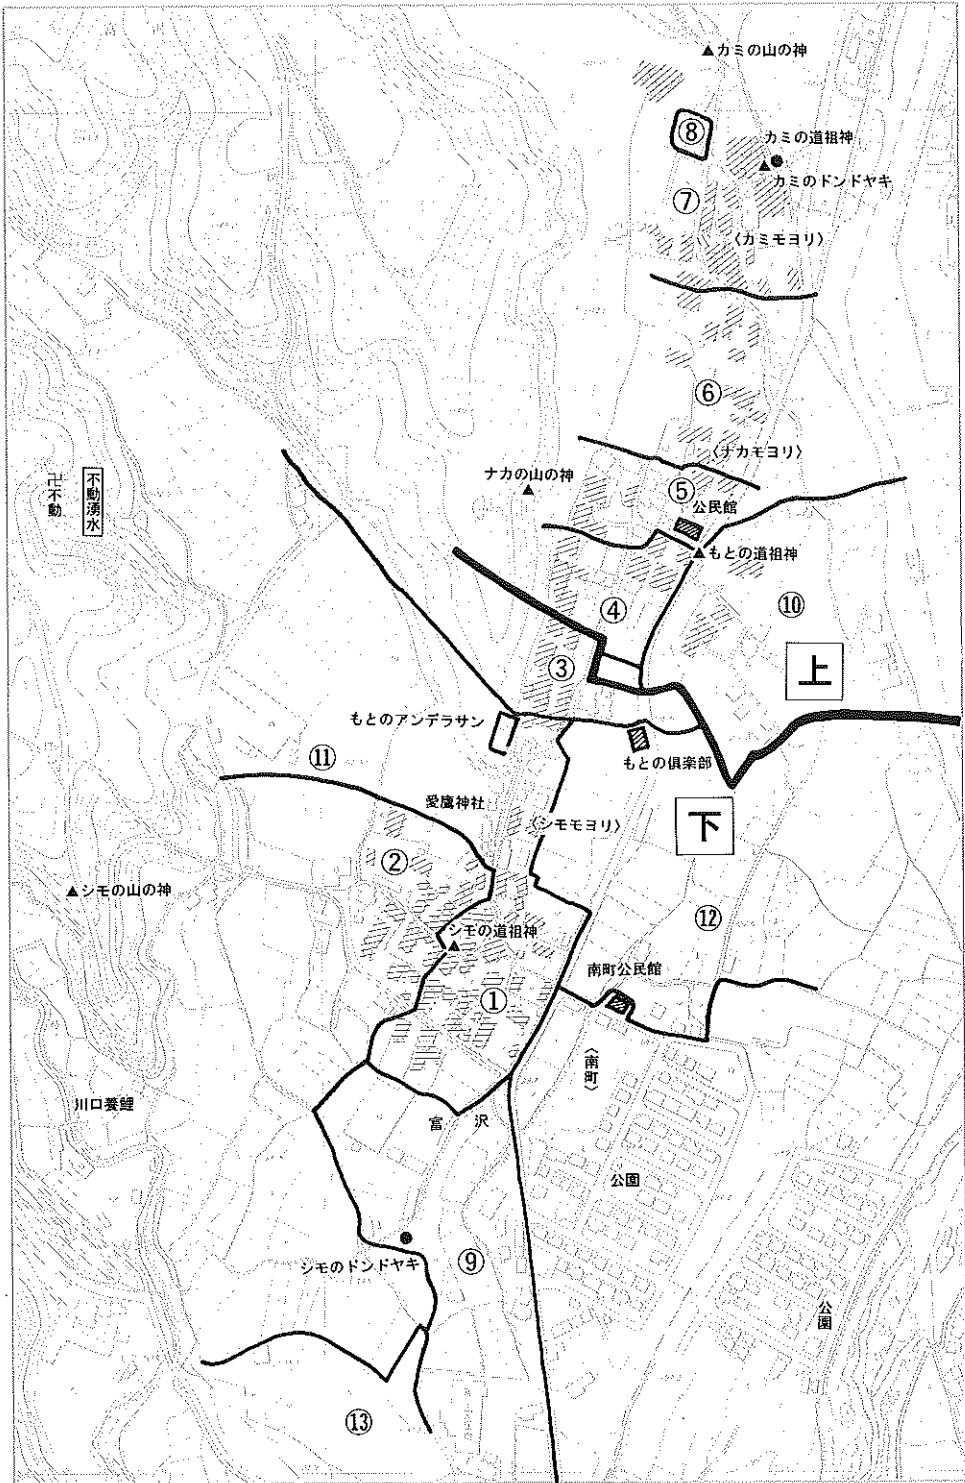 ▲カミの山の神
⑧
カミの道祖神
カミのドンドヤキ
⑦
〈カミモヨリ〉
⑥
〈ナカモヨリ〉
ナカの山の神
⑤
公民館
卍不動
不動湧水
▲もとの道祖神
④
⑩
上
③
もとのアンデラサン
もとの倶楽部
⑪
愛鷹神社
〈シモモヨリ〉
下
②
▲シモの山の神
⑫
シモの道祖神
南町公民館
①
〈南町〉
川口養鯉
富沢
公園
シモのドンドヤキ
⑨
公園
⑬